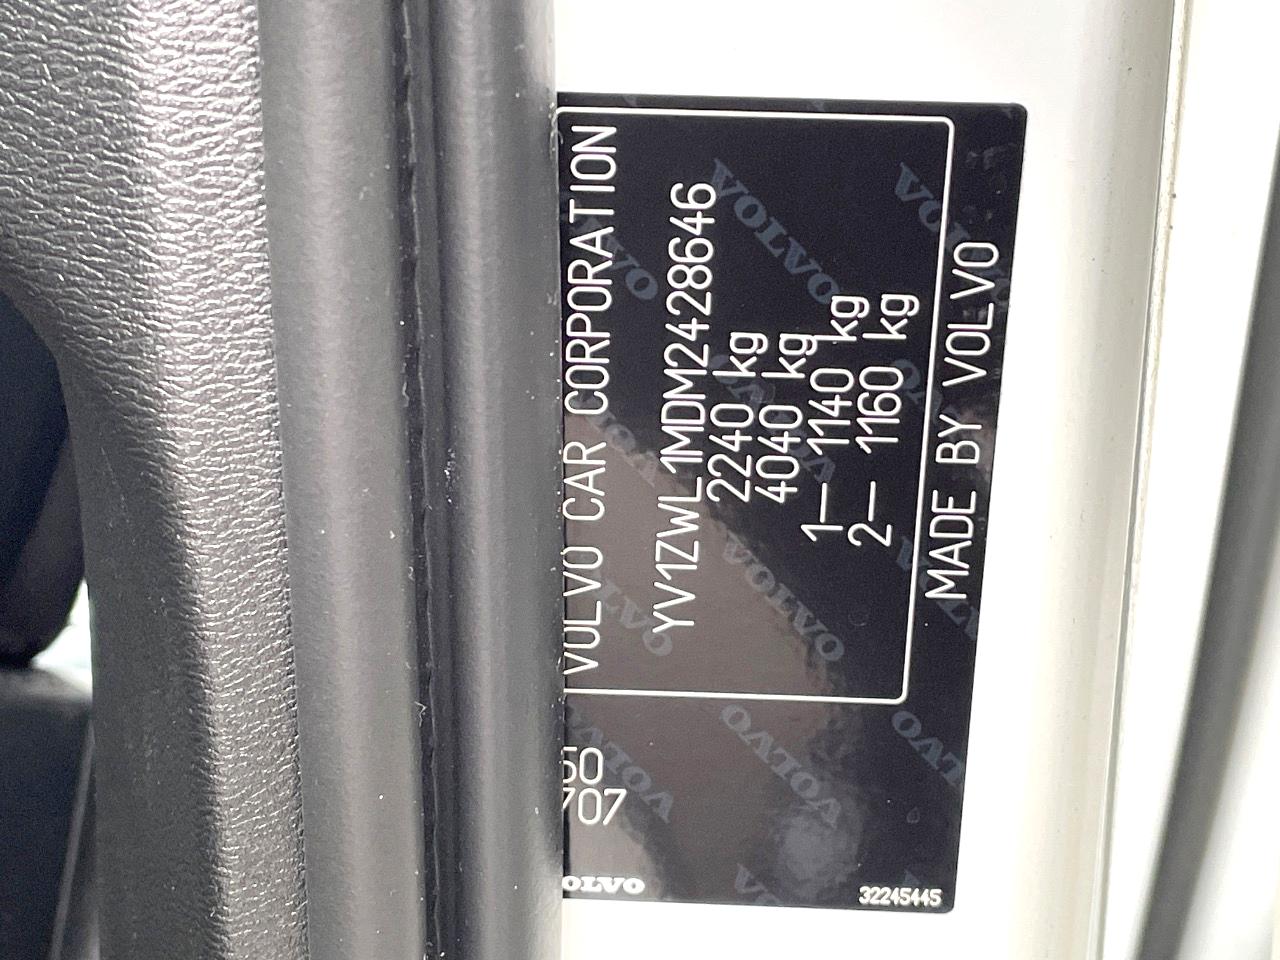 VOLVO CAR CORPORATION
YV1ZWL1MDM2428646
2240 kg
4040 kg
1– 1140 kg
2– 1160 kg
MADE BY VOLVO
50
707
OLVO
32245445